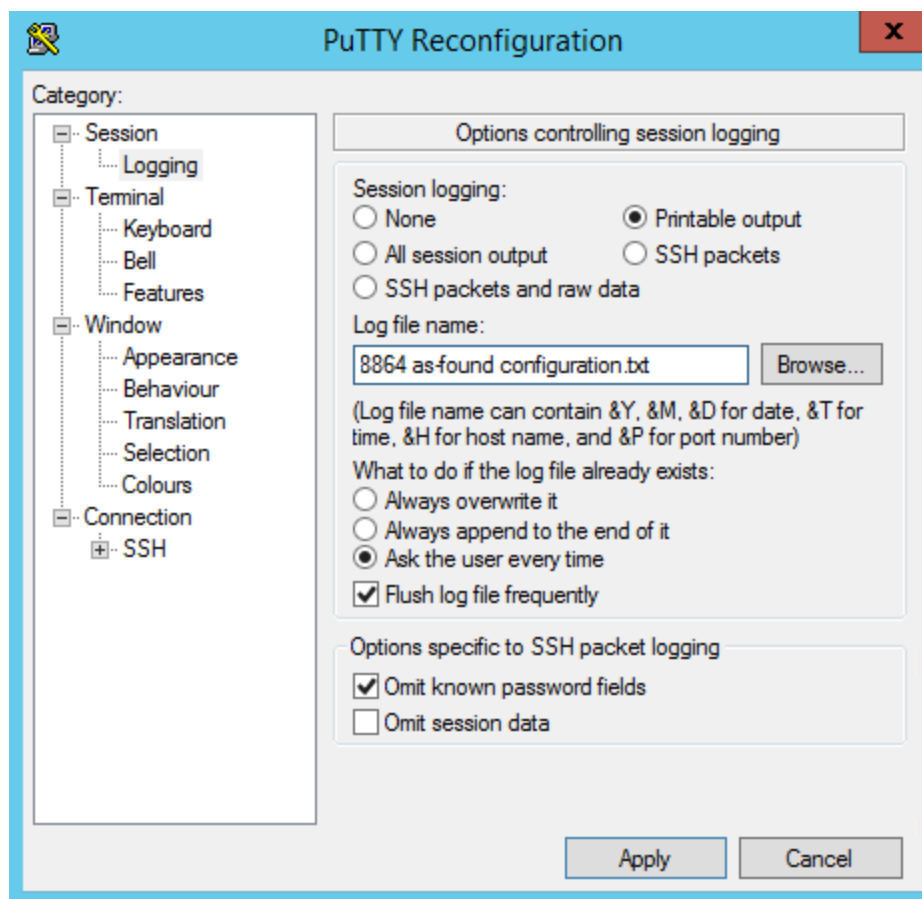 PuTTY Reconfiguration
x
Category:
Session
Logging
Terminal
Keyboard
Bell
Features
Window
Appearance
Behaviour
Translation
Selection
Colours
Connection
SSH
Options controlling session logging
Session logging:
None
Printable output
All session output
SSH packets
SSH packets and raw data
Log file name:
8864 as-found configuration.txt
Browse...
(Log file name can contain &Y, &M, &D for date, &T for
time, &H for host name, and &P for port number)
What to do if the log file already exists:
Always overwrite it
Always append to the end of it
Ask the user every time
Flush log file frequently
Options specific to SSH packet logging
Omit known password fields
Omit session data
Apply
Cancel